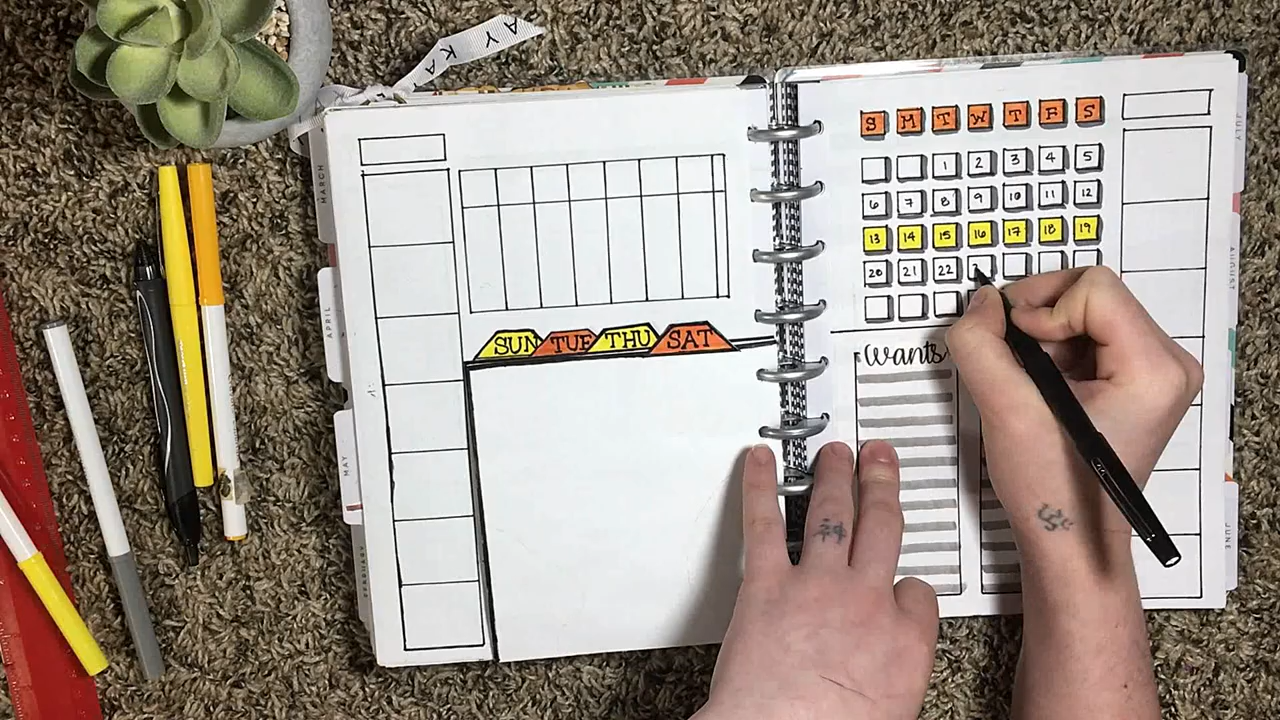 AYKA
MARCH
APRIL
MAY
SUN TUE THU SAT
S M T W T F S
1 2 3 4 5
6 7 8 9 10 11 12
13 14 15 16 17 18 19
20 21 22
Wants
JULY
AUGUST
JUNE